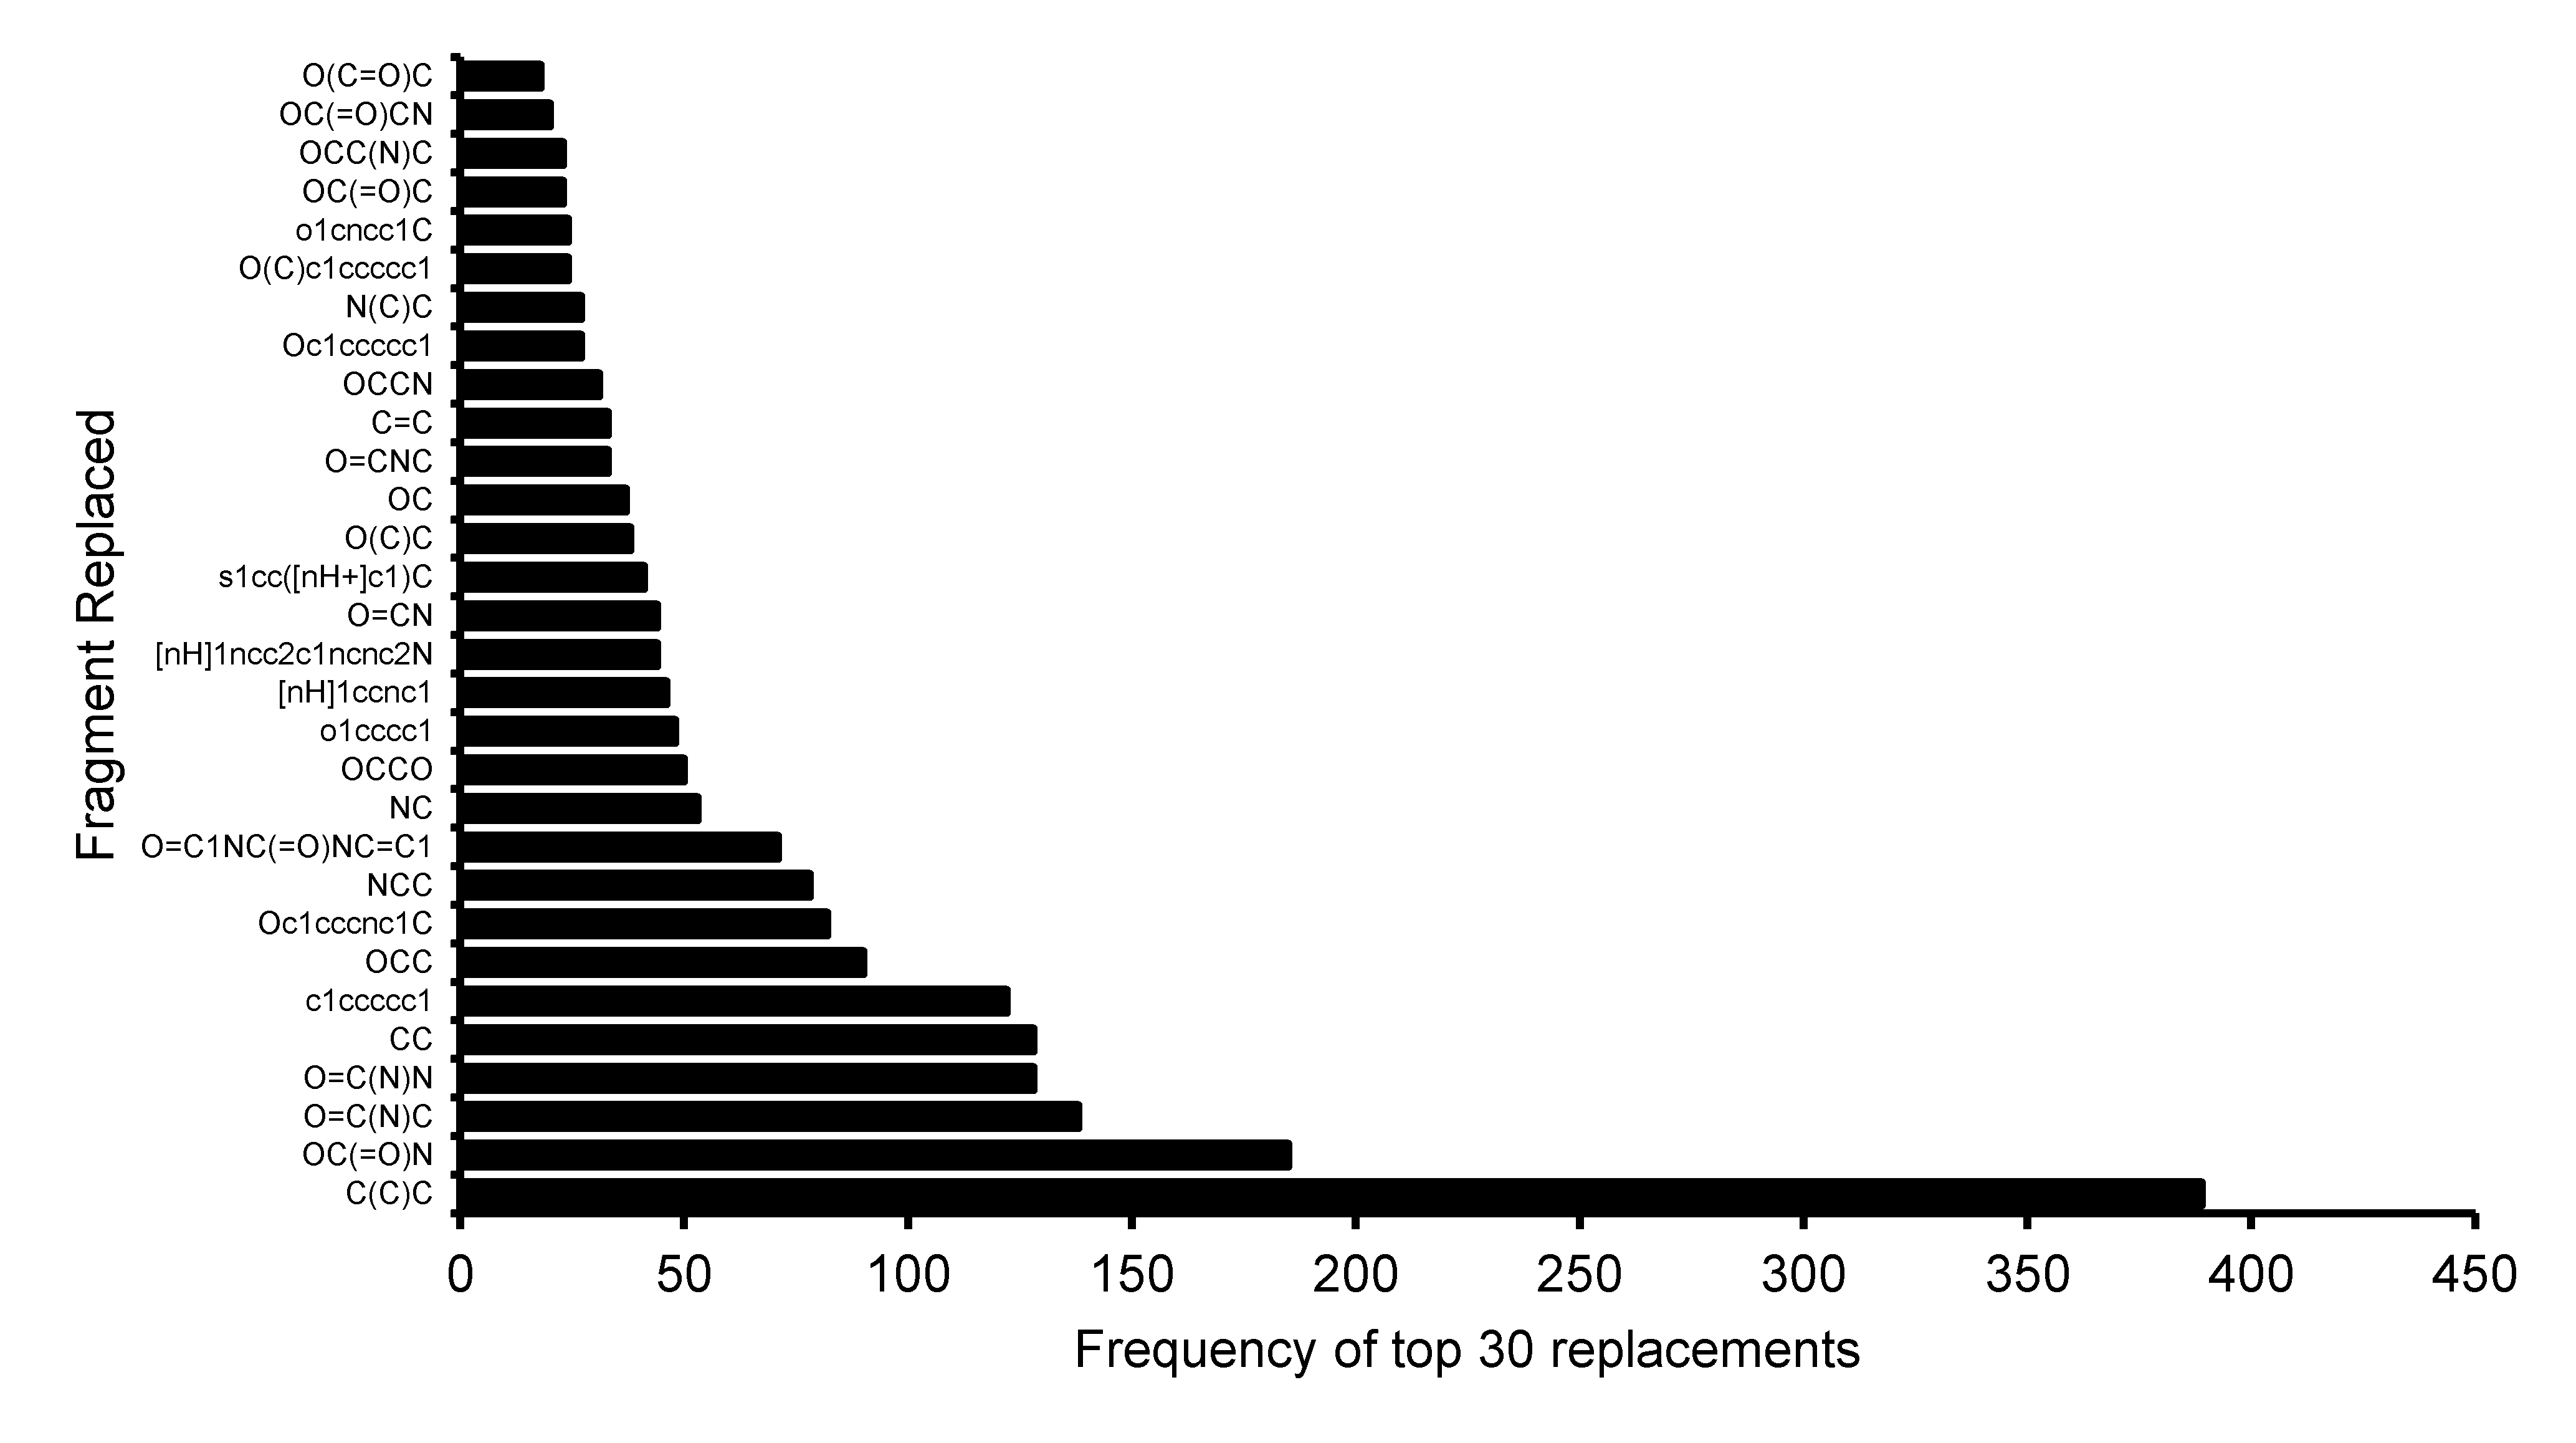 Fragment Replaced
O(C=O)C
OC(=O)CN
OCC(N)C
OC(=O)C
o1cncc1C
O(C)c1ccccc1
N(C)C
Oc1ccccc1
OCCN
C=C
O=CNC
OC
O(C)C
s1cc([nH+]c1)C
O=CN
[nH]1ncc2c1ncnc2N
[nH]1ccnc1
o1cccc1
OCCO
NC
O=C1NC(=O)NC=C1
NCC
Oc1cccnc1C
OCC
c1ccccc1
CC
O=C(N)N
O=C(N)C
OC(=O)N
C(C)C
0 50 100 150 200 250 300 350 400 450
Frequency of top 30 replacements